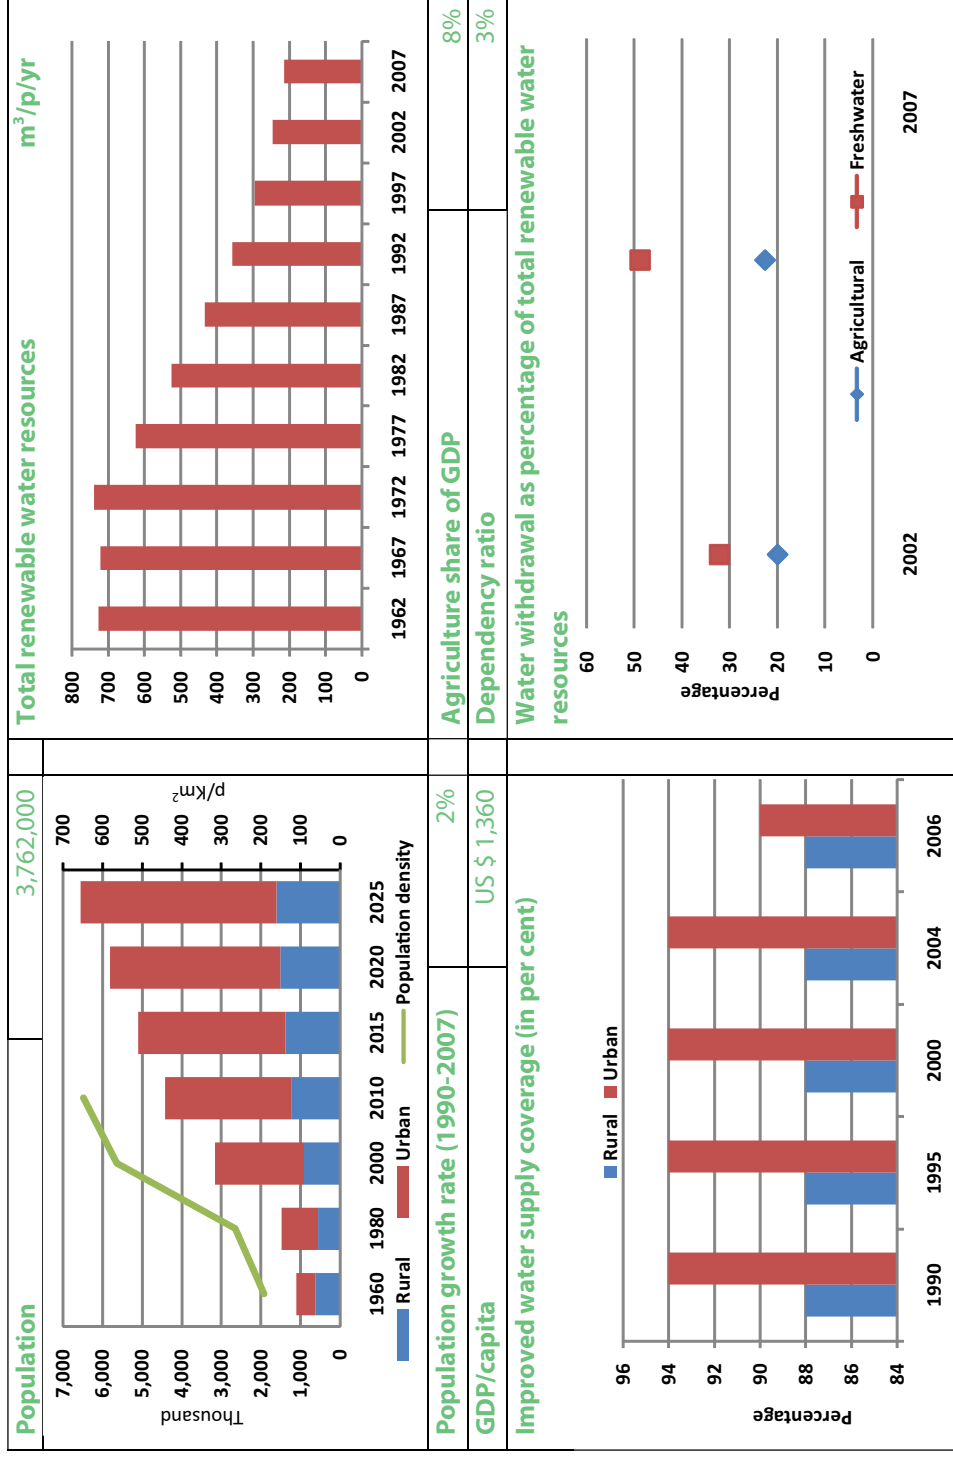 Population
3,762,000
7,000
6,000
5,000
4,000
3,000
2,000
1,000
0
Thousand
700
600
500
400
300
200
100
0
p/Km²
1960 1980 2000 2010 2015 2020 2025
Rural Urban Population density
Total renewable water resources m³/p/yr
800
700
600
500
400
300
200
100
0
1962 1967 1972 1977 1982 1987 1992 1997 2002 2007
Population growth rate (1990-2007) 2%
Agriculture share of GDP 8%
GDP/capita US $ 1,360
Dependency ratio 3%
Improved water supply coverage (in per cent)
Rural Urban
96
94
92
90
88
86
84
Percentage
1990 1995 2000 2004 2006
Water withdrawal as percentage of total renewable water
resources
60
50
40
30
20
10
0
Percentage
2002 2007
Agricultural Freshwater